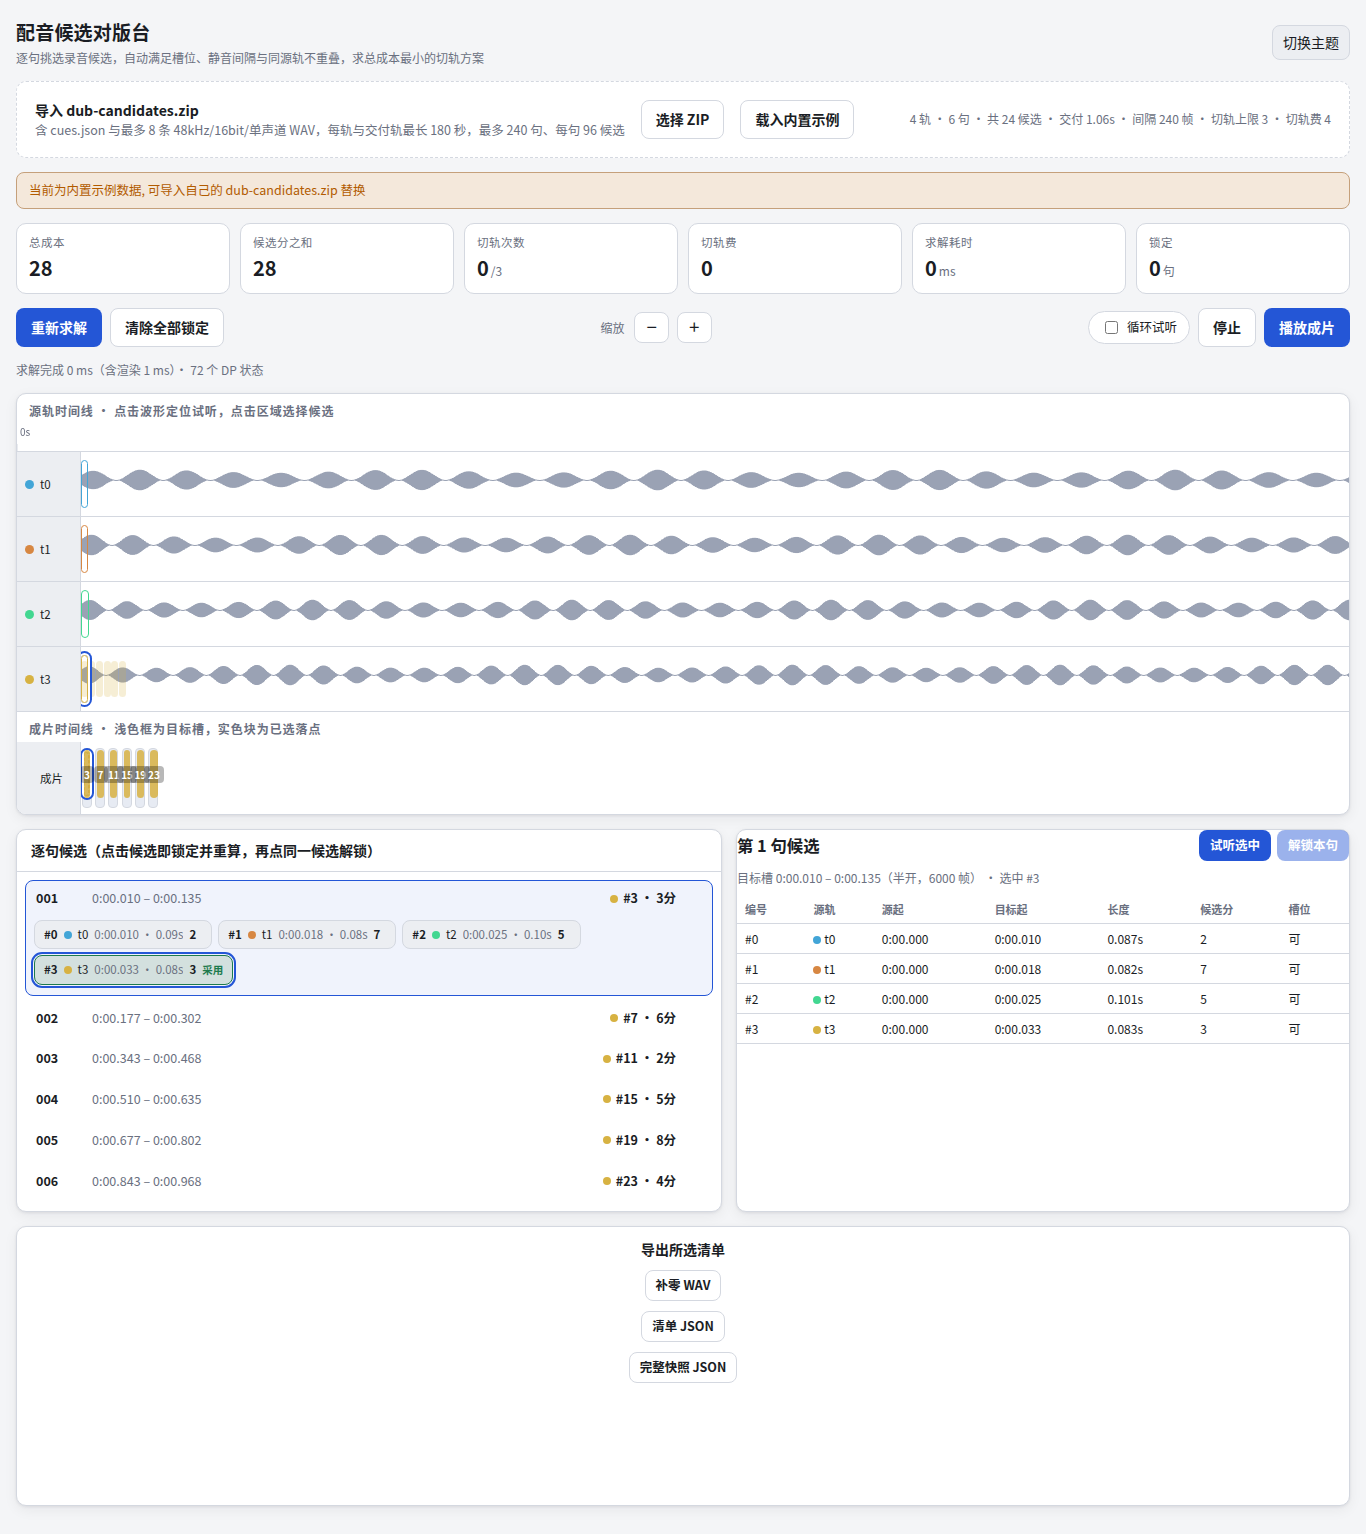 配音候选对版台
逐句挑选录音候选，自动满足槽位、静音间隔与同源轨不重叠，求总成本最小的切轨方案
切换主题
导入 dub-candidates.zip
含 cues.json 与最多 8 条 48kHz/16bit/单声道 WAV，每轨与交付轨最长 180 秒，最多 240 句、每句 96 候选
选择 ZIP
载入内置示例
4 轨 · 6 句 · 共 24 候选 · 交付 1.06s · 间隔 240 帧 · 切轨上限 3 · 切轨费 4
当前为内置示例数据, 可导入自己的 dub-candidates.zip 替换
总成本
28
候选分之和
28
切轨次数
0 /3
切轨费
0
求解耗时
0 ms
锁定
0 句
重新求解
清除全部锁定
缩放
−
+
循环试听
停止
播放成片
求解完成 0 ms（含渲染 1 ms）· 72 个 DP 状态
源轨时间线 · 点击波形定位试听，点击区域选择候选
0s
t0
t1
t2
t3
成片时间线 · 浅色框为目标槽，实色块为已选落点
成片
3 7 11 15 19 23
逐句候选（点击候选即锁定并重算，再点同一候选解锁）
001 0:00.010 – 0:00.135 #3 · 3分
#0 t0 0:00.010 · 0.09s 2
#1 t1 0:00.018 · 0.08s 7
#2 t2 0:00.025 · 0.10s 5
#3 t3 0:00.033 · 0.08s 3 采用
002 0:00.177 – 0:00.302 #7 · 6分
003 0:00.343 – 0:00.468 #11 · 2分
004 0:00.510 – 0:00.635 #15 · 5分
005 0:00.677 – 0:00.802 #19 · 8分
006 0:00.843 – 0:00.968 #23 · 4分
第 1 句候选
试听选中
解锁本句
目标槽 0:00.010 – 0:00.135（半开，6000 帧） · 选中 #3
编号 源轨 源起 目标起 长度 候选分 槽位
#0 t0 0:00.000 0:00.010 0.087s 2 可
#1 t1 0:00.000 0:00.018 0.082s 7 可
#2 t2 0:00.000 0:00.025 0.101s 5 可
#3 t3 0:00.000 0:00.033 0.083s 3 可
导出所选清单
补零 WAV
清单 JSON
完整快照 JSON